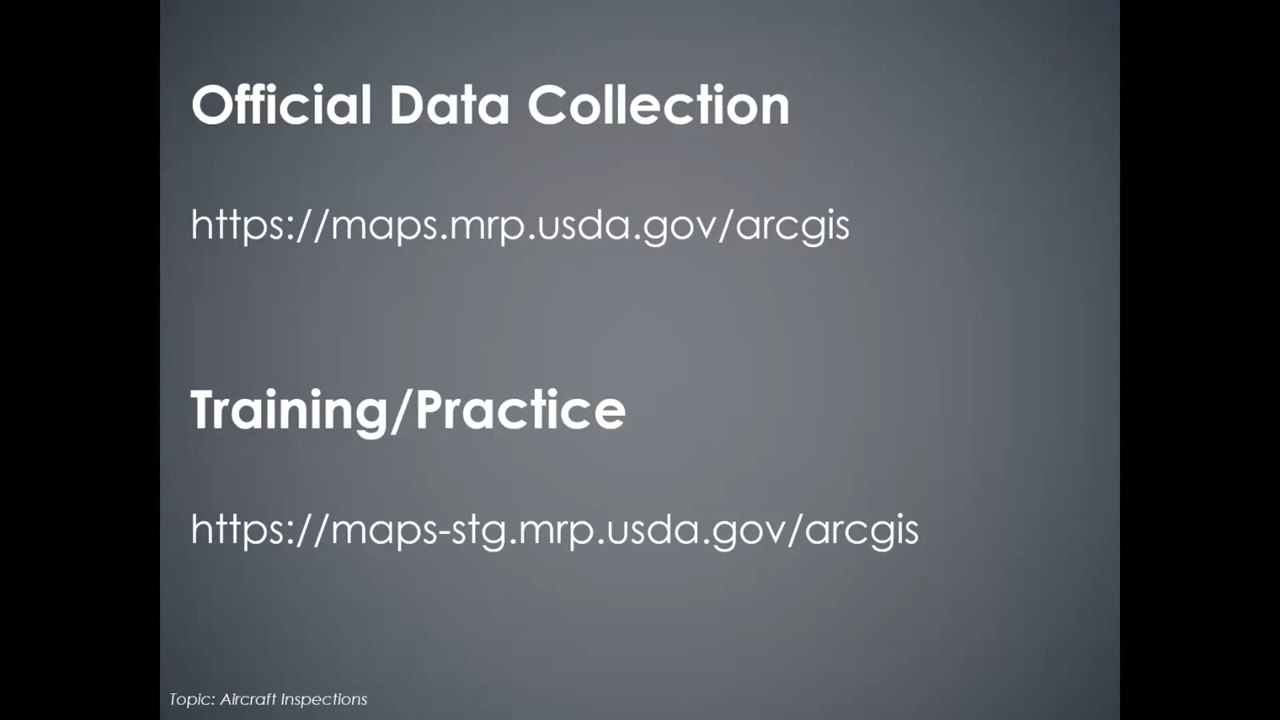 Official Data Collection
https://maps.mrp.usda.gov/arcgis
Training/Practice
https://maps-stg.mrp.usda.gov/arcgis
Topic: Aircraft Inspections